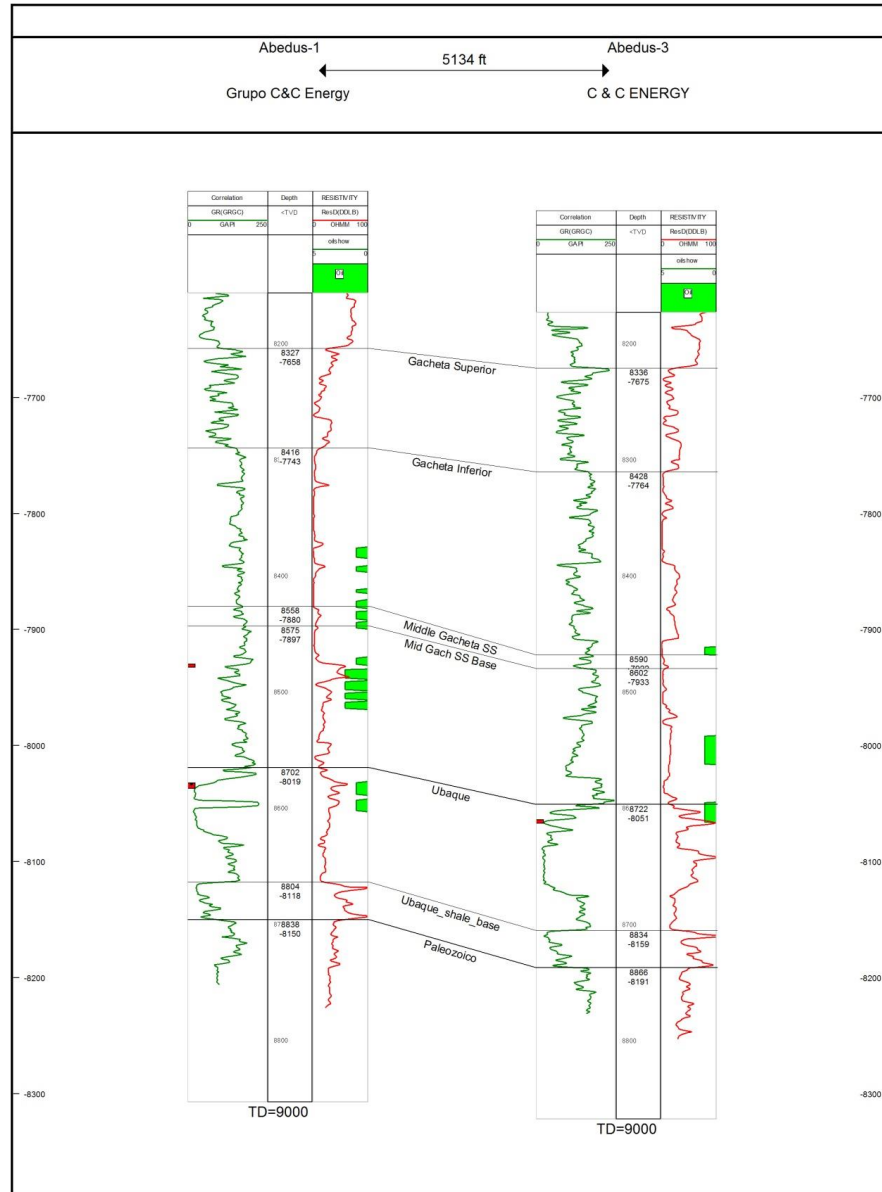 Abedus-1 Abedus-3
5134 ft
Grupo C&C Energy C & C ENERGY
Correlation Depth RESISTIVITY
GR(GRGC) <TVD ResD(DDLB)
0 GAPI 250 0 OHMM 100
oilshow
5 0
Correlation Depth RESISTIVITY
GR(GRGC) <TVD ResD(DDLB)
0 GAPI 250 0 OHMM 100
oilshow
5 0
8200
8327
-7658
8200
Gacheta Superior
8336
-7675
-7700 -7700
8416
-7743
Gacheta Inferior
8300
8428
-7764
-7800 -7800
8400 8400
8558
-7880
-7900 -7900
8575
-7897
Middle Gacheta SS
Mid Gach SS Base
8590
8602
-7933
8500 8500
-8000 -8000
8702
-8019
Ubaque
8600
8722
-8051
-8100 -8100
8804
-8118
Ubaque_shale_base
8700
8838
-8150
8834
-8159
Paleozoico
8866
-8191
-8200 -8200
8800 8800
-8300 -8300
TD=9000
TD=9000